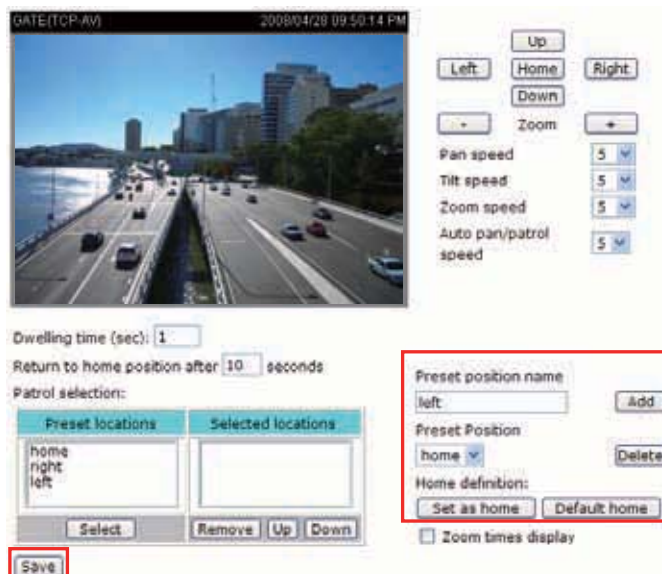 GATE(TCP-AV) 2008/04/28 09:50:14 PM
Up
Left Home Right
Down
- Zoom +
Pan speed 5
Tilt speed 5
Zoom speed 5
Auto pan/patrol speed 5
Dwelling time (sec): 1
Return to home position after 10 seconds
Patrol selection:
Preset locations Selected locations
home
right
left
Select Remove Up Down
Save
Preset position name
left Add
Preset Position
home Delete
Home definition:
Set as home Default home
Zoom times display